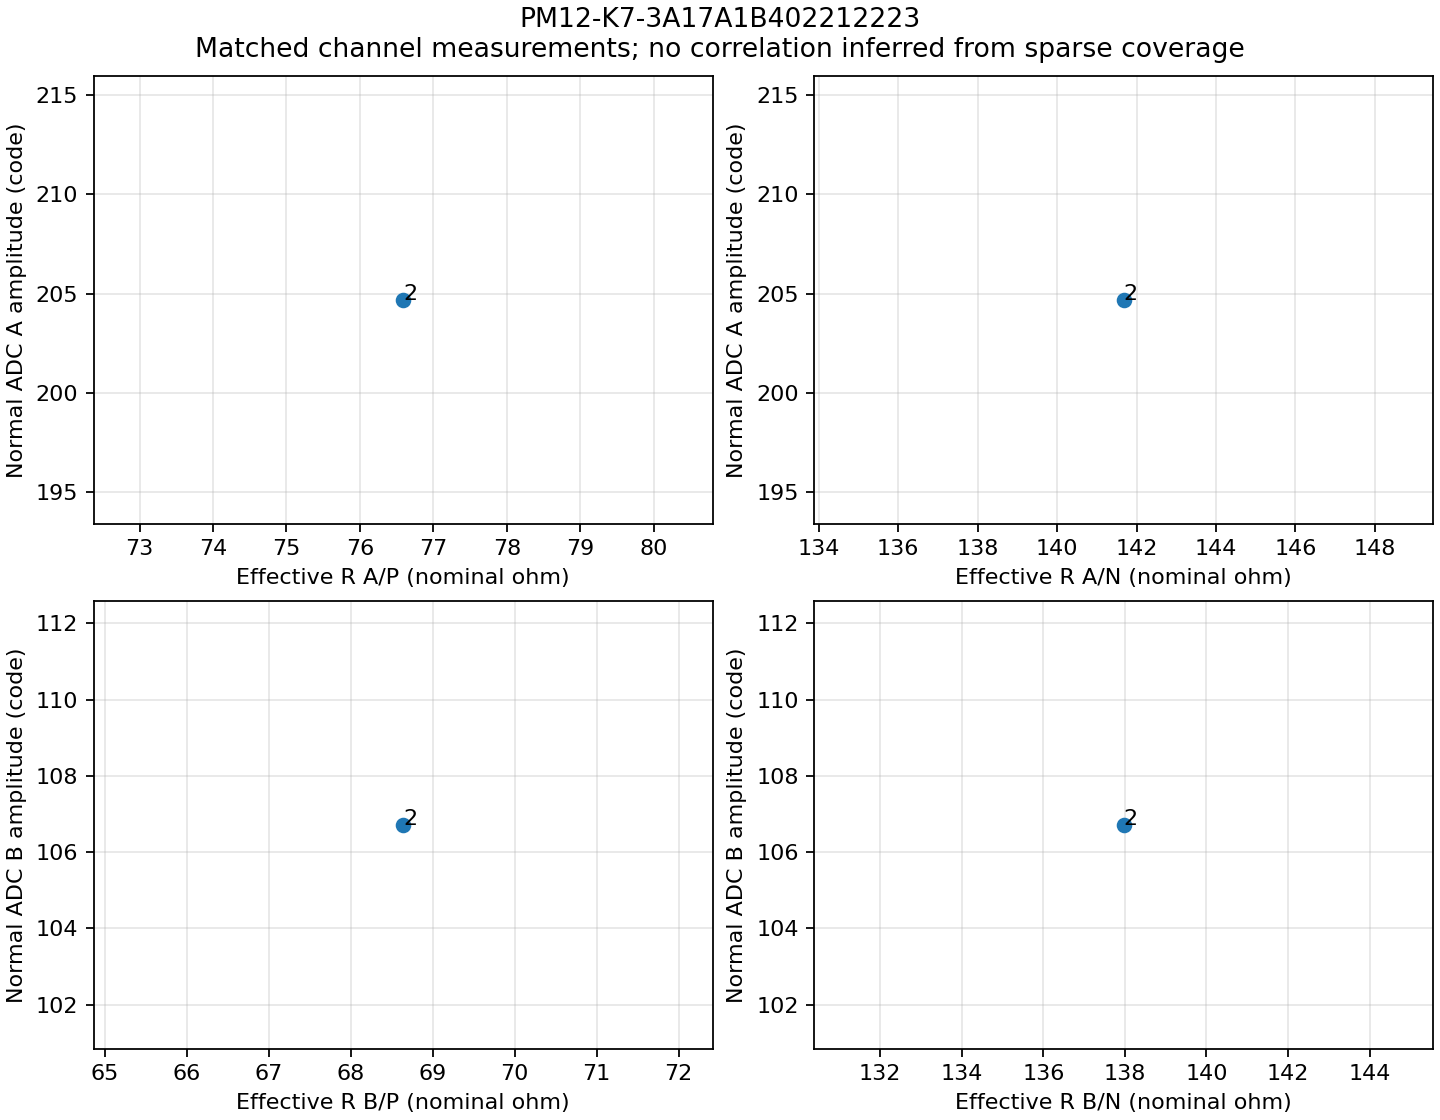 PM12-K7-3A17A1B402212223
Matched channel measurements; no correlation inferred from sparse coverage
Normal ADC A amplitude (code)
215
210
205
200
195
2
73 74 75 76 77 78 79 80
Effective R A/P (nominal ohm)
Normal ADC A amplitude (code)
215
210
205
200
195
2
134 136 138 140 142 144 146 148
Effective R A/N (nominal ohm)
Normal ADC B amplitude (code)
112
110
108
106
104
102
2
65 66 67 68 69 70 71 72
Effective R B/P (nominal ohm)
Normal ADC B amplitude (code)
112
110
108
106
104
102
2
132 134 136 138 140 142 144
Effective R B/N (nominal ohm)